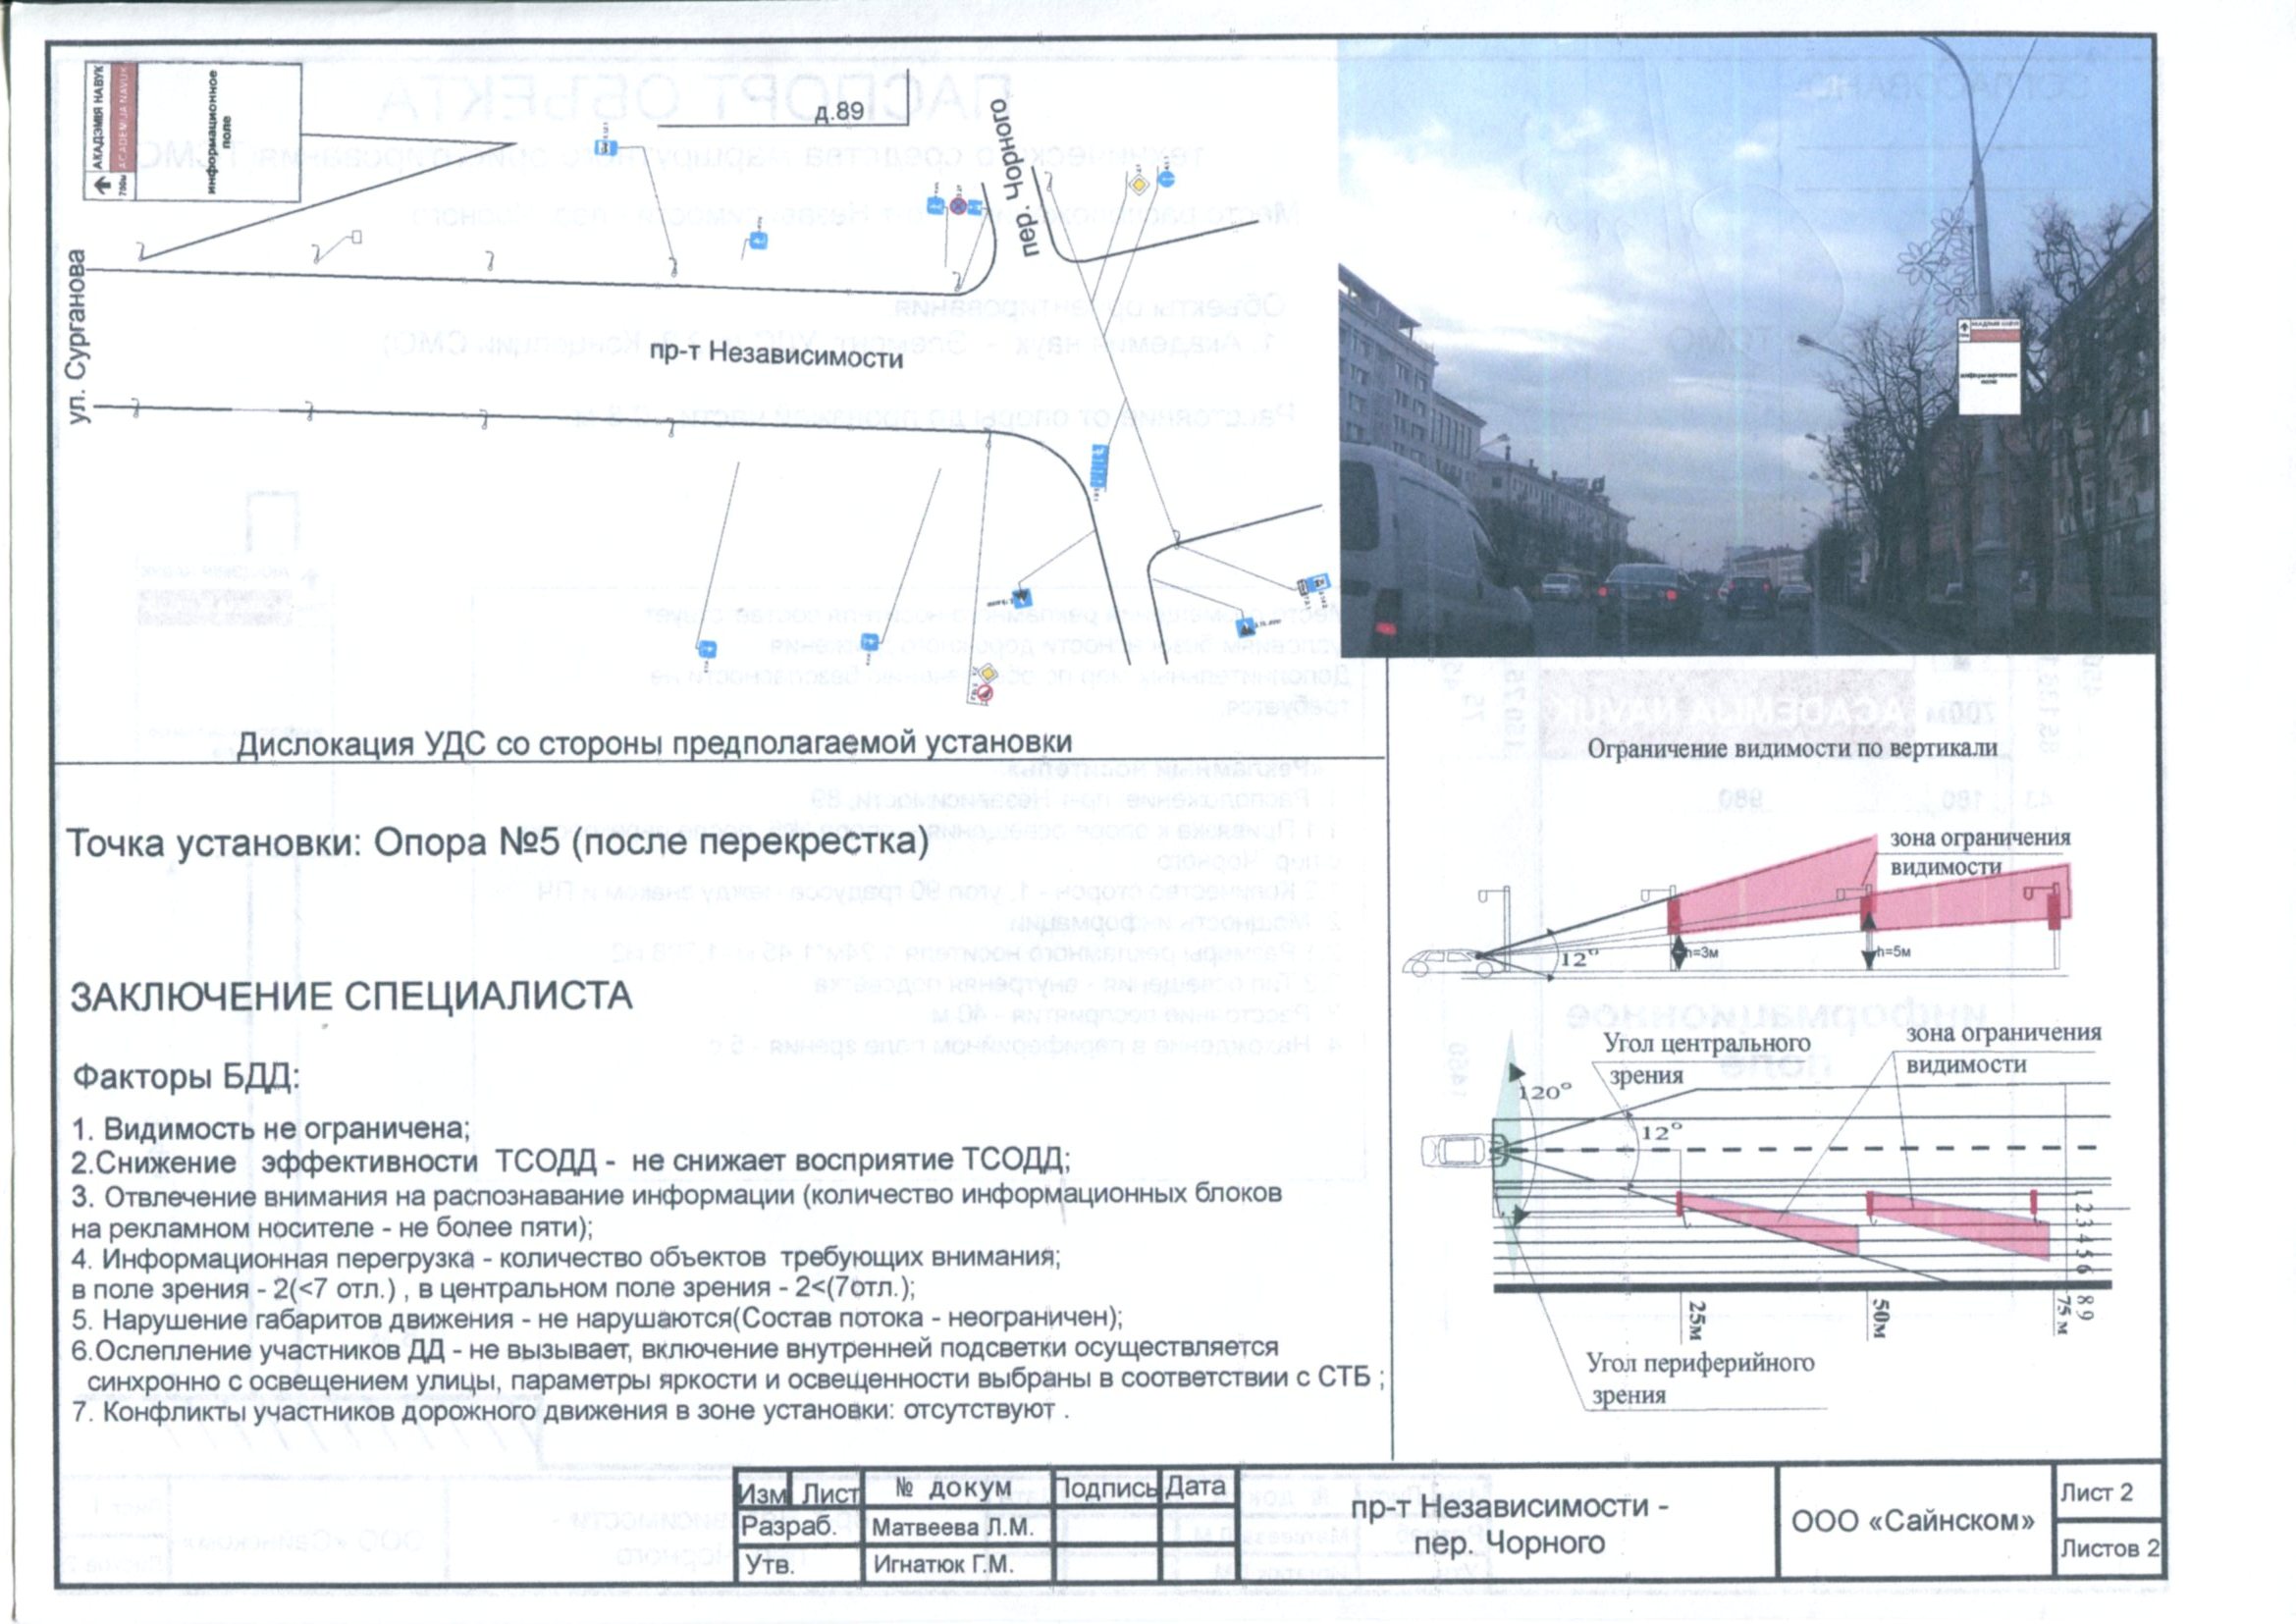 АКАДЭМІЯ НАВУК
ACADEMIJA NAVUK
700м
информационное
поле
д.89
пер. Чорного
ул. Сурганова
пр-т Независимости
Дислокация УДС со стороны предполагаемой установки
Точка установки: Опора №5 (после перекрестка)
ЗАКЛЮЧЕНИЕ СПЕЦИАЛИСТА
Факторы БДД:
1. Видимость не ограничена;
2.Снижение эффективности ТСОДД - не снижает восприятие ТСОДД;
3. Отвлечение внимания на распознавание информации (количество информационных блоков
на рекламном носителе - не более пяти);
4. Информационная перегрузка - количество объектов требующих внимания;
в поле зрения - 2(<7 отл.) , в центральном поле зрения - 2<(7отл.);
5. Нарушение габаритов движения - не нарушаются(Состав потока - неограничен);
6.Ослепление участников ДД - не вызывает, включение внутренней подсветки осуществляется
синхронно с освещением улицы, параметры яркости и освещенности выбраны в соответствии с СТБ ;
7. Конфликты участников дорожного движения в зоне установки: отсутствуют .
Ограничение видимости по вертикали
зона ограничения
видимости
12°
h=3м
h=5м
Угол центрального
зрения
зона ограничения
видимости
120°
12°
1 2 3 4 5 6 8 9
25м
50м
75 м
Угол периферийного
зрения
Изм Лист № докум Подпись Дата
Разраб. Матвеева Л.М.
Утв. Игнатюк Г.М.
пр-т Независимости -
пер. Чорного
ООО «Сайнском»
Лист 2
Листов 2